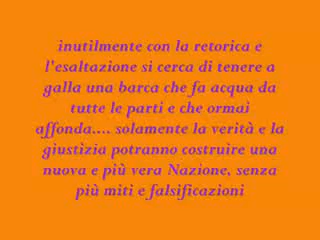 inutilmente con la retorica e
l'esaltazione si cerca di tenere a
galla una barca che fa acqua da
tutte le parti e che ormai
affonda.... solamente la verità e la
giustizia potranno costruire una
nuova e più vera Nazione, senza
più miti e falsificazioni